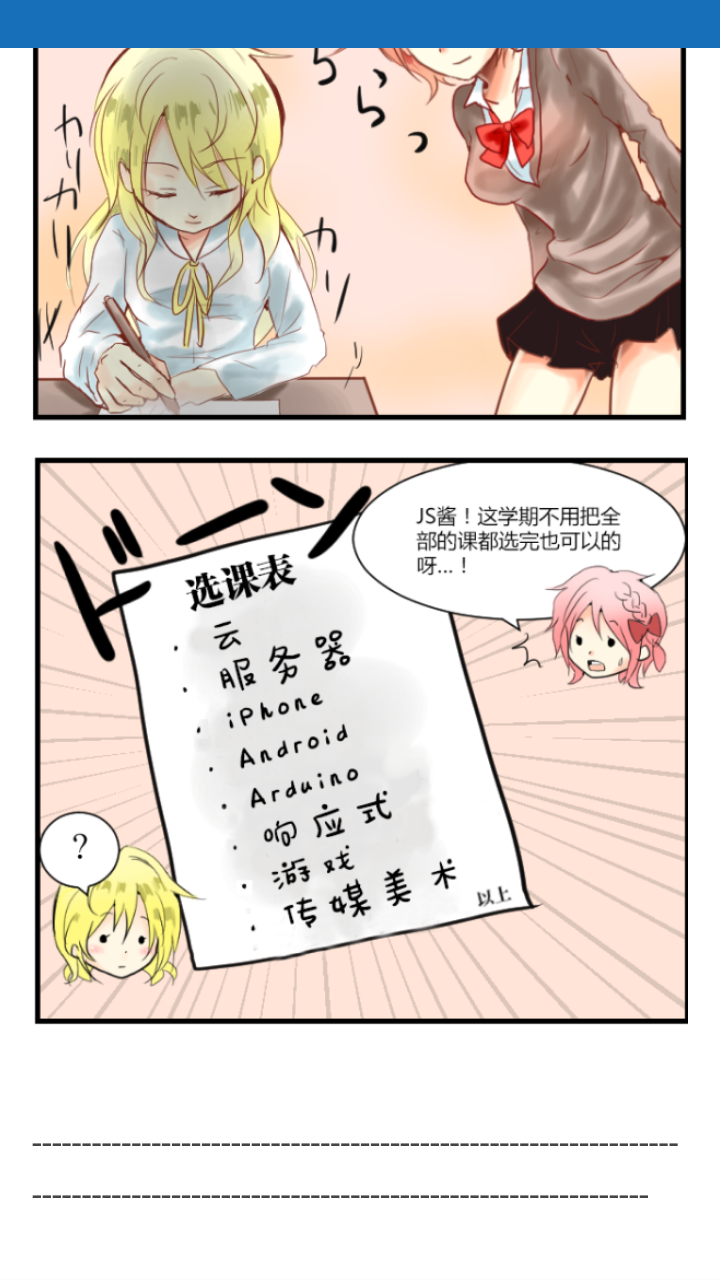 ちらっ
カリカリ
カリ
ドーーン
JS酱！这学期不用把全
部的课都选完也可以的
呀...！
选课表
· 云
· 服务器
· iPhone
· Android
· Arduino
· 响应式
· 游戏
· 传媒美术
以上
？